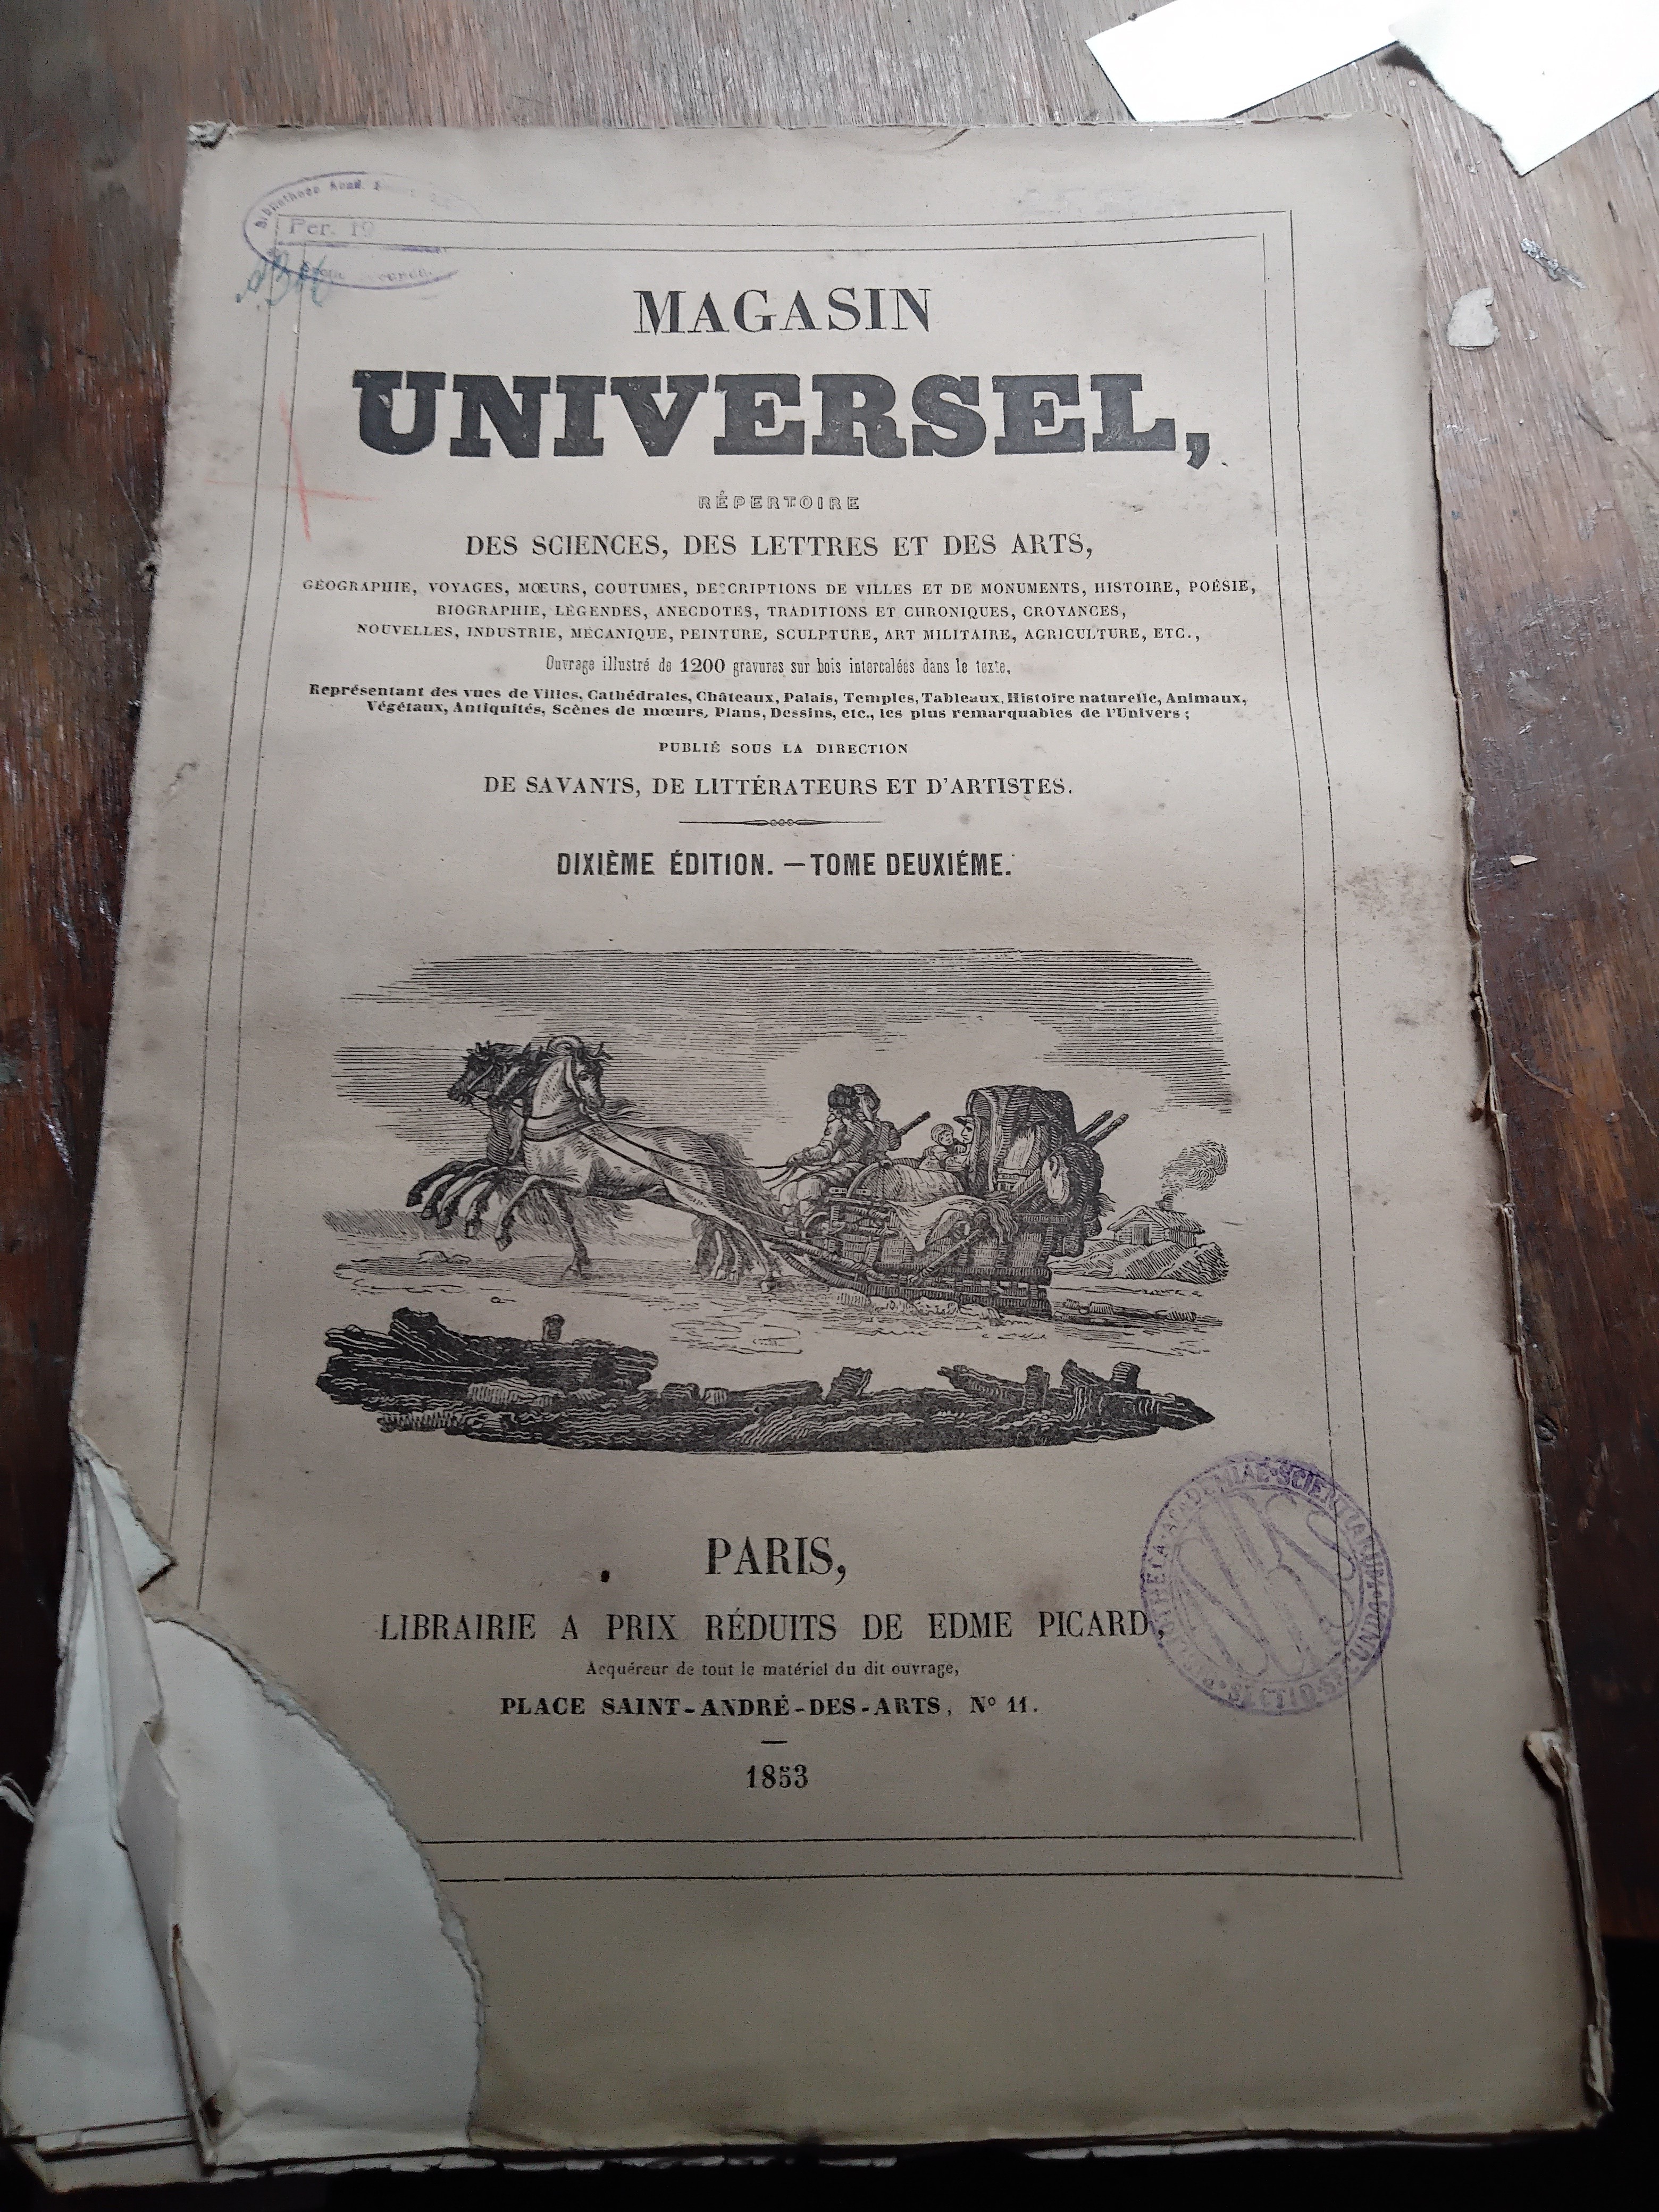 Per. 19
MAGASIN
UNIVERSEL,
RÉPERTOIRE
DES SCIENCES, DES LETTRES ET DES ARTS,
GÉOGRAPHIE, VOYAGES, MŒURS, COUTUMES, DESCRIPTIONS DE VILLES ET DE MONUMENTS, HISTOIRE, POÉSIE,
BIOGRAPHIE, LÉGENDES, ANECDOTES, TRADITIONS ET CHRONIQUES, CROYANCES,
NOUVELLES, INDUSTRIE, MÉCANIQUE, PEINTURE, SCULPTURE, ART MILITAIRE, AGRICULTURE, ETC.,
Ouvrage illustré de 1200 gravures sur bois intercalées dans le texte,
Représentant des vues de Villes, Cathédrales, Châteaux, Palais, Temples, Tableaux, Histoire naturelle, Animaux,
Végétaux, Antiquités, Scènes de mœurs, Plans, Dessins, etc., les plus remarquables de l'Univers ;
PUBLIÉ SOUS LA DIRECTION
DE SAVANTS, DE LITTÉRATEURS ET D'ARTISTES.
DIXIÈME ÉDITION. — TOME DEUXIÉME.
PARIS,
LIBRAIRIE A PRIX RÉDUITS DE EDME PICARD,
Acquéreur de tout le matériel du dit ouvrage,
PLACE SAINT-ANDRÉ-DES-ARTS, Nº 11.
1853